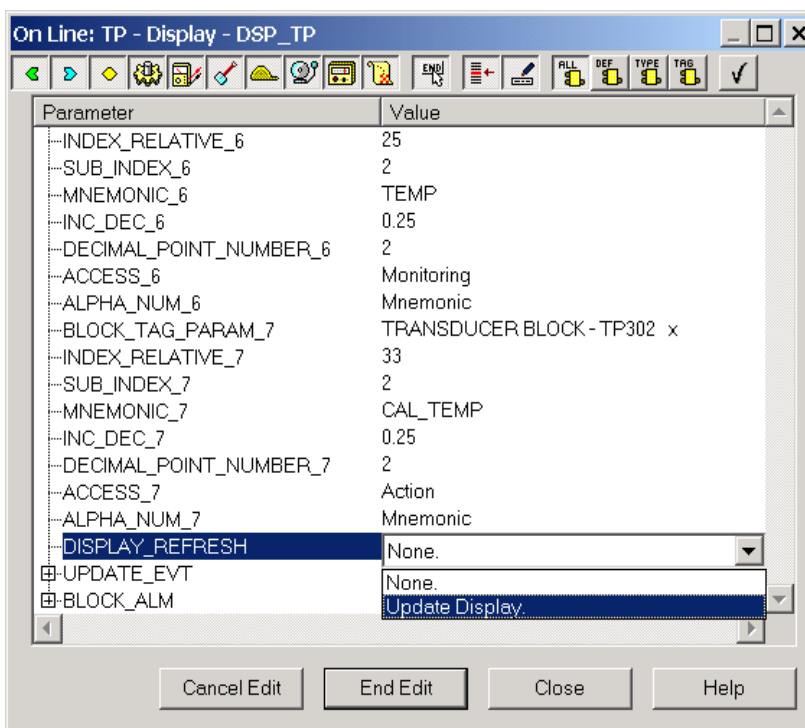 On Line: TP - Display - DSP_TP
END ALL DEF TYPE TAG
Parameter Value
INDEX_RELATIVE_6 25
SUB_INDEX_6 2
MNEMONIC_6 TEMP
INC_DEC_6 0.25
DECIMAL_POINT_NUMBER_6 2
ACCESS_6 Monitoring
ALPHA_NUM_6 Mnemonic
BLOCK_TAG_PARAM_7 TRANSDUCER BLOCK - TP302 x
INDEX_RELATIVE_7 33
SUB_INDEX_7 2
MNEMONIC_7 CAL_TEMP
INC_DEC_7 0.25
DECIMAL_POINT_NUMBER_7 2
ACCESS_7 Action
ALPHA_NUM_7 Mnemonic
DISPLAY_REFRESH None.
UPDATE_EVT None.
BLOCK_ALM Update Display.
Cancel Edit End Edit Close Help